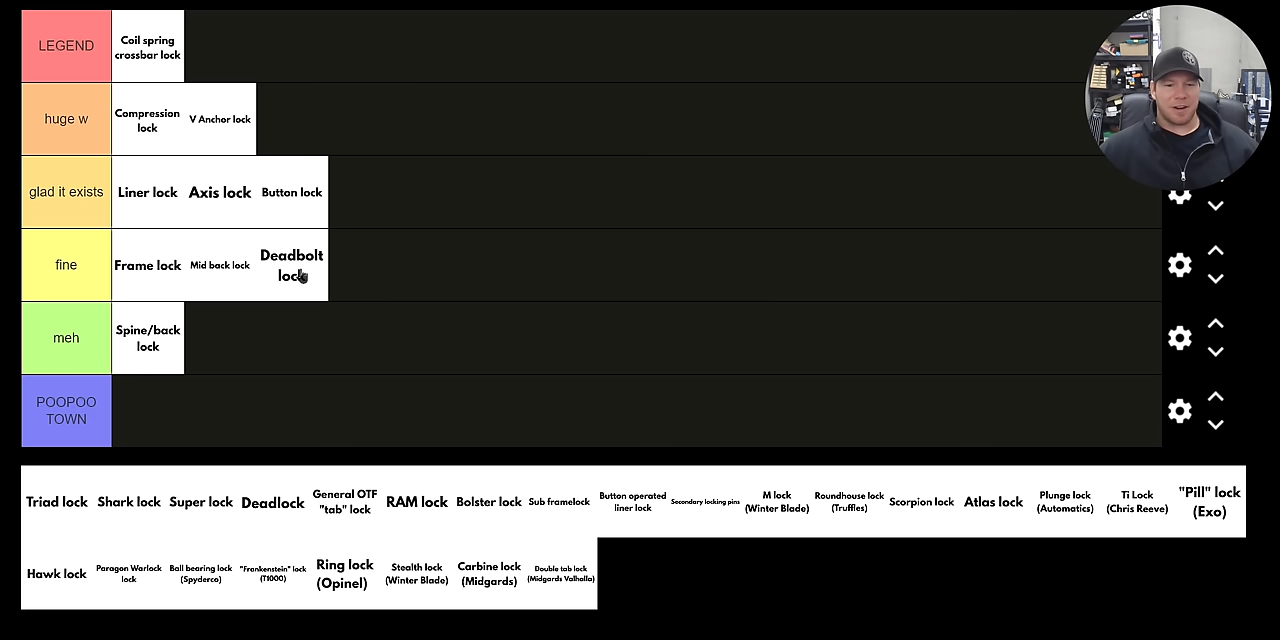 LEGEND
Coil spring
crossbar lock
huge w
Compression
lock
V Anchor lock
glad it exists
Liner lock
Axis lock
Button lock
fine
Frame lock
Mid back lock
Deadbolt
lock
meh
Spine/back
lock
POOPOO
TOWN
Triad lock
Shark lock
Super lock
Deadlock
General OTF
"tab" lock
RAM lock
Bolster lock
Sub framelock
Button operated
liner lock
Secondary locking pins
M lock
(Winter Blade)
Roundhouse lock
(Truffles)
Scorpion lock
Atlas lock
Plunge lock
(Automatics)
Ti Lock
(Chris Reeve)
"Pill" lock
(Exo)
Hawk lock
Paragon Warlock
lock
Ball bearing lock
(Spyderco)
"Frankenstein" lock
(T1000)
Ring lock
(Opinel)
Stealth lock
(Winter Blade)
Carbine lock
(Midgards)
Double tab lock
(Midgards Valhalla)